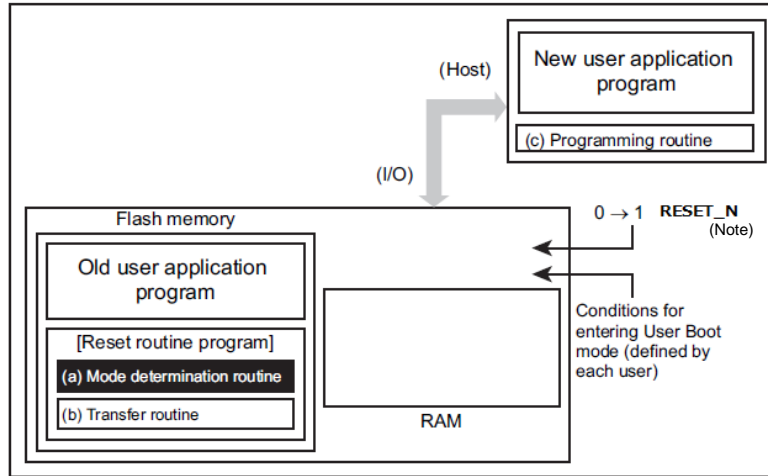 New user application
program
(Host)
(c) Programming routine
(I/O)
Flash memory
0 → 1 RESET_N
(Note)
Old user application
program
[Reset routine program]
(a) Mode determination routine
(b) Transfer routine
RAM
Conditions for
entering User Boot
mode (defined by
each user)